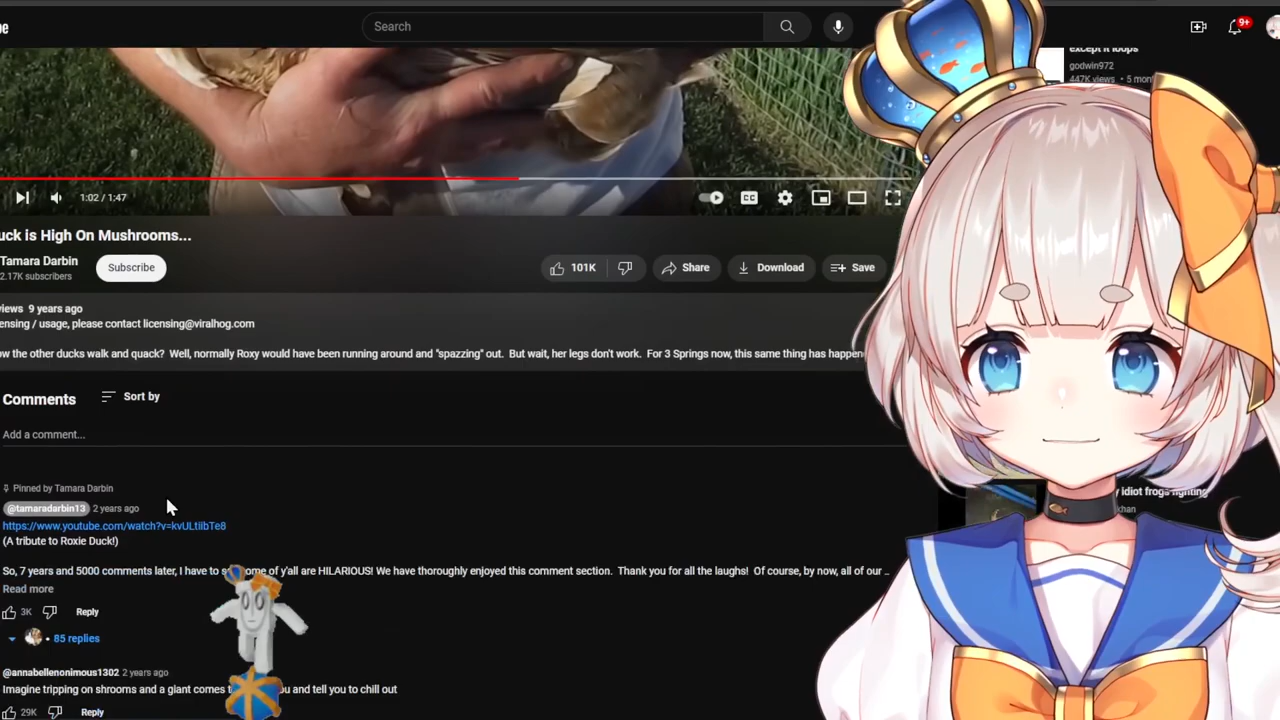 be
Search
9+
except it loops
godwin972
447K views • 5 mont
1:02 / 1:47
CC
uck is High On Mushrooms...
Tamara Darbin
2.17K subscribers
Subscribe
101K
Share
Download
Save
views 9 years ago
ensing / usage, please contact licensing@viralhog.com
ow the other ducks walk and quack? Well, normally Roxy would have been running around and "spazzing" out. But wait, her legs don't work. For 3 Springs now, this same thing has happen
Comments
Sort by
Add a comment...
Pinned by Tamara Darbin
@tamaradarbin13 2 years ago
https://www.youtube.com/watch?v=kvULtiIbTe8
(A tribute to Roxie Duck!)
So, 7 years and 5000 comments later, I have to s ome of y'all are HILARIOUS! We have thoroughly enjoyed this comment section. Thank you for all the laughs! Of course, by now, all of our ...
Read more
3K
Reply
85 replies
y idiot frogs fighting
khan
@annabellenonimous1302 2 years ago
Imagine tripping on shrooms and a giant comes t ou and tell you to chill out
29K
Reply